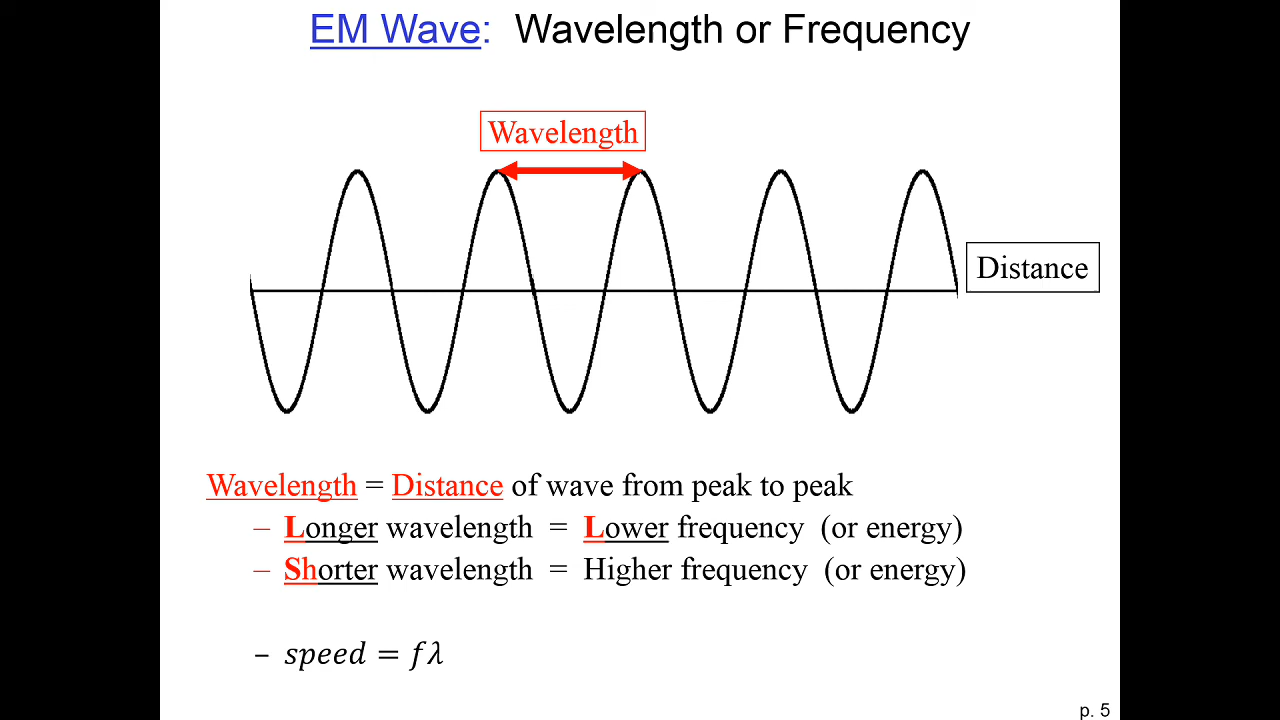 EM Wave: Wavelength or Frequency
Wavelength
Distance
Wavelength = Distance of wave from peak to peak
– Longer wavelength = Lower frequency (or energy)
– Shorter wavelength = Higher frequency (or energy)
– speed = fλ
p. 5